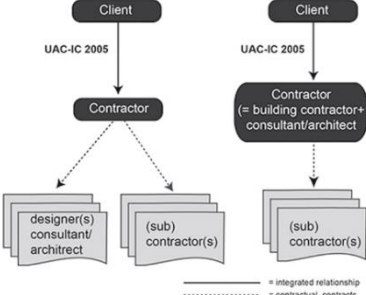 Client
UAC-IC 2005
Contractor
designer(s)
consultant/
architrect
(sub)
contractor(s)
Client
UAC-IC 2005
Contractor
(= building contractor+
consultant/architect
(sub)
contractor(s)
= integrated relationship
= contractual contracts